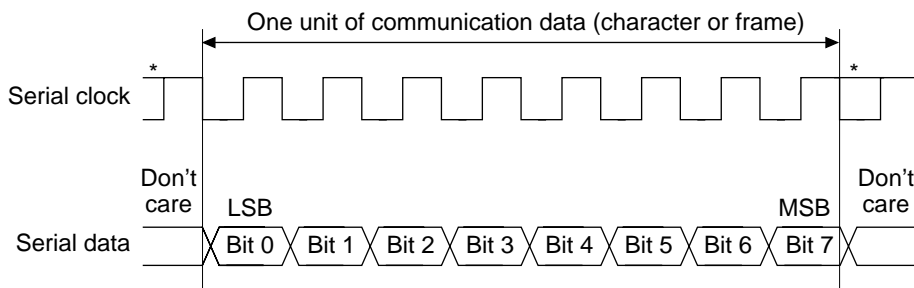 One unit of communication data (character or frame)
* *
Serial clock
Don't care LSB MSB Don't care
Serial data Bit 0 Bit 1 Bit 2 Bit 3 Bit 4 Bit 5 Bit 6 Bit 7